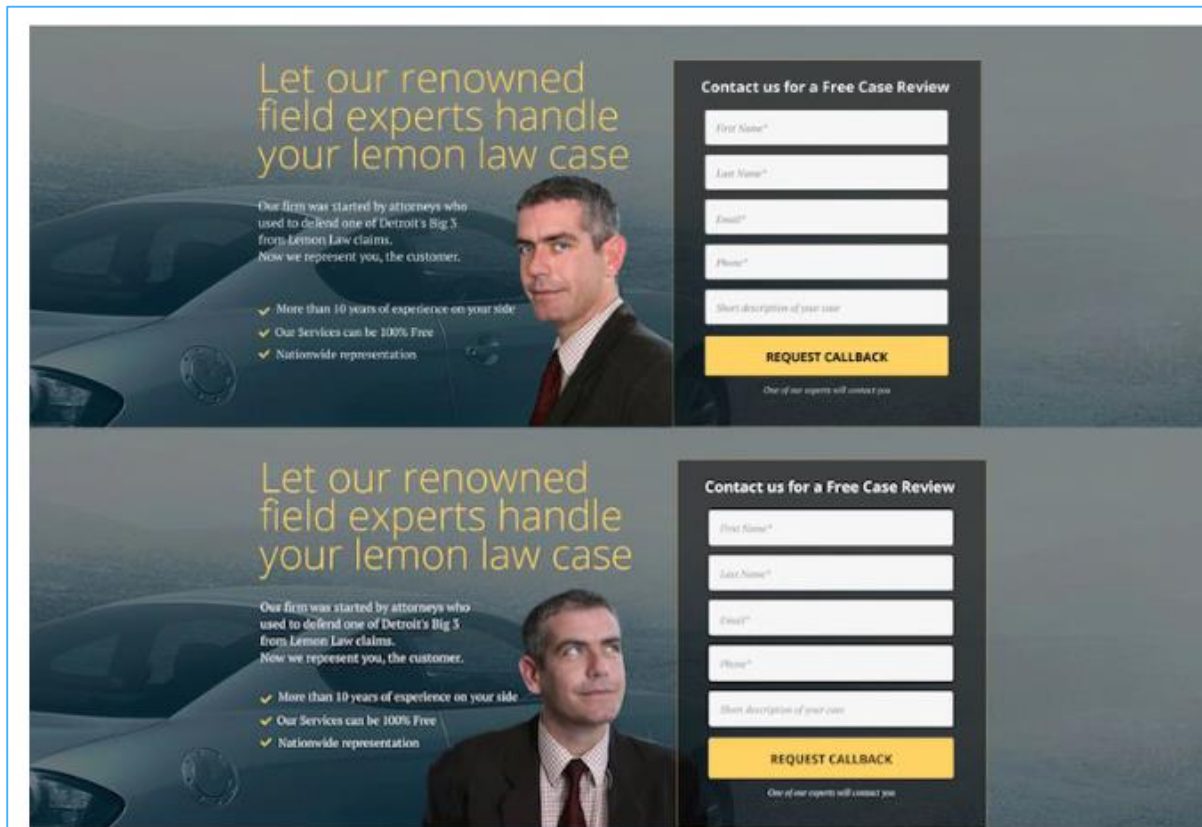 Let our renowned
field experts handle
your lemon law case
Our firm was started by attorneys who
used to defend one of Detroit's Big 3
from Lemon Law claims.
Now we represent you, the customer.
More than 10 years of experience on your side
Our Services can be 100% Free
Nationwide representation
Contact us for a Free Case Review
First Name*
Last Name*
Email*
Phone*
Short description of your case
REQUEST CALLBACK
One of our experts will contact you
Let our renowned
field experts handle
your lemon law case
Our firm was started by attorneys who
used to defend one of Detroit's Big 3
from Lemon Law claims.
Now we represent you, the customer.
More than 10 years of experience on your side
Our Services can be 100% Free
Nationwide representation
Contact us for a Free Case Review
First Name*
Last Name*
Email*
Phone*
Short description of your case
REQUEST CALLBACK
One of our experts will contact you